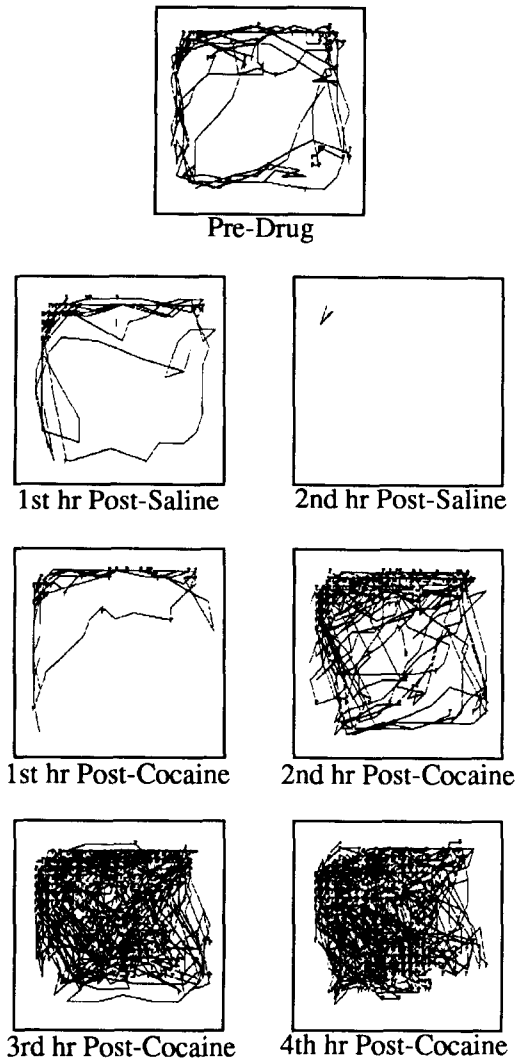 Pre-Drug
1st hr Post-Saline
2nd hr Post-Saline
1st hr Post-Cocaine
2nd hr Post-Cocaine
3rd hr Post-Cocaine
4th hr Post-Cocaine